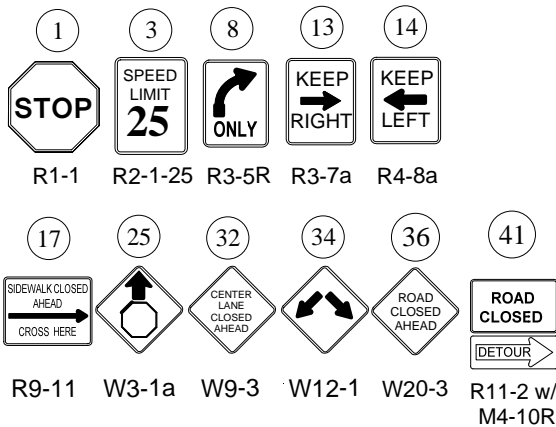 1 3 8 13 14
STOP
SPEED
LIMIT
25
ONLY
KEEP
RIGHT
KEEP
LEFT
R1-1 R2-1-25 R3-5R R3-7a R4-8a
17 25 32 34 36 41
SIDEWALK CLOSED
AHEAD
CROSS HERE
CENTER
LANE
CLOSED
AHEAD
ROAD
CLOSED
AHEAD
ROAD
CLOSED
DETOUR
R9-11 W3-1a W9-3 W12-1 W20-3 R11-2 w/
M4-10R